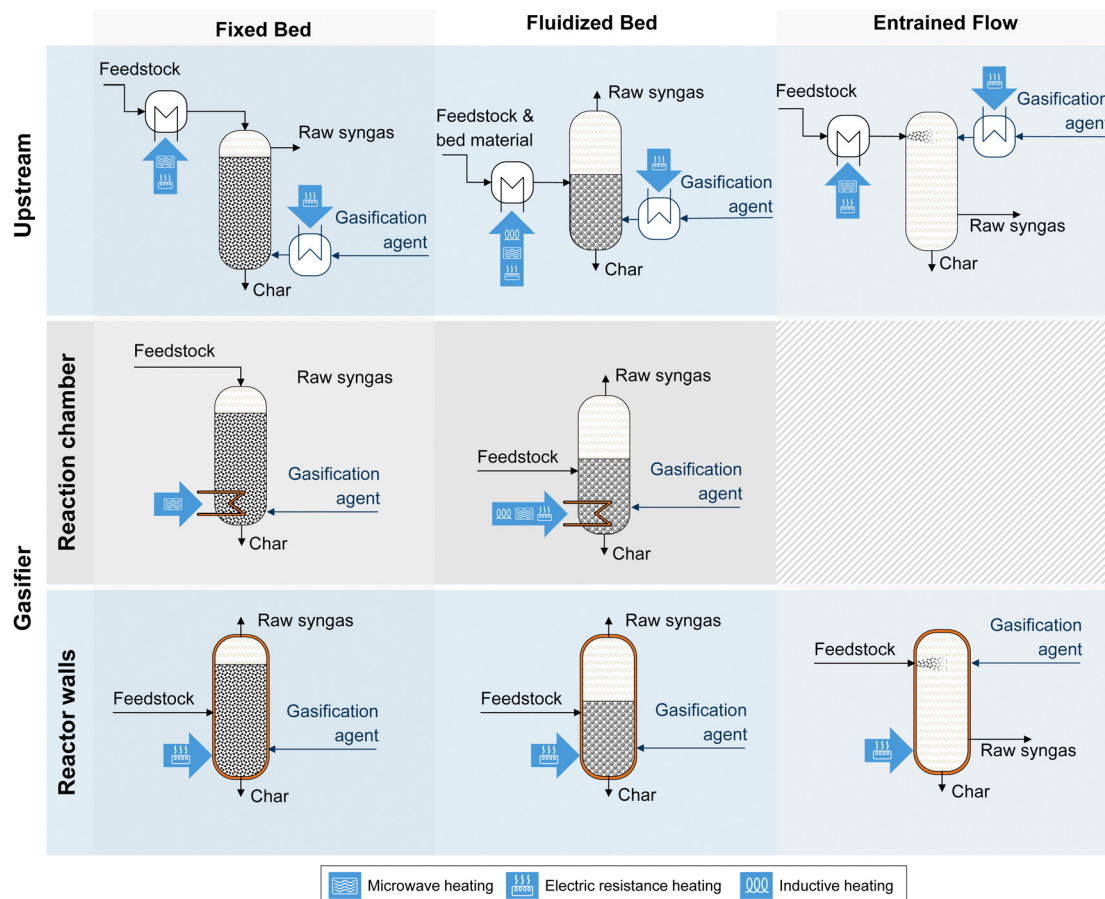 Fixed Bed
Fluidized Bed
Entrained Flow
Upstream
Feedstock
Raw syngas
Gasification
agent
Char
Raw syngas
Feedstock &
bed material
Gasification
agent
Char
Feedstock
Gasification
agent
Raw syngas
Char
Gasifier
Reaction chamber
Feedstock
Raw syngas
Gasification
agent
Char
Raw syngas
Feedstock
Gasification
agent
Char
Reactor walls
Raw syngas
Feedstock
Gasification
agent
Char
Raw syngas
Feedstock
Gasification
agent
Char
Gasification
agent
Feedstock
Raw syngas
Char
Microwave heating
Electric resistance heating
Inductive heating